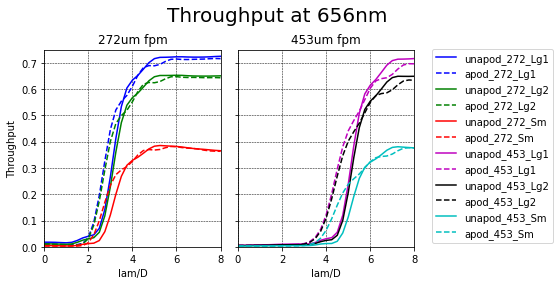 Throughput at 656nm
272um fpm
453um fpm
Throughput
0.7
0.6
0.5
0.4
0.3
0.2
0.1
0.0
0 2 4 6 8
0 2 4 6 8
lam/D
lam/D
unapod_272_Lg1
apod_272_Lg1
unapod_272_Lg2
apod_272_Lg2
unapod_272_Sm
apod_272_Sm
unapod_453_Lg1
apod_453_Lg1
unapod_453_Lg2
apod_453_Lg2
unapod_453_Sm
apod_453_Sm